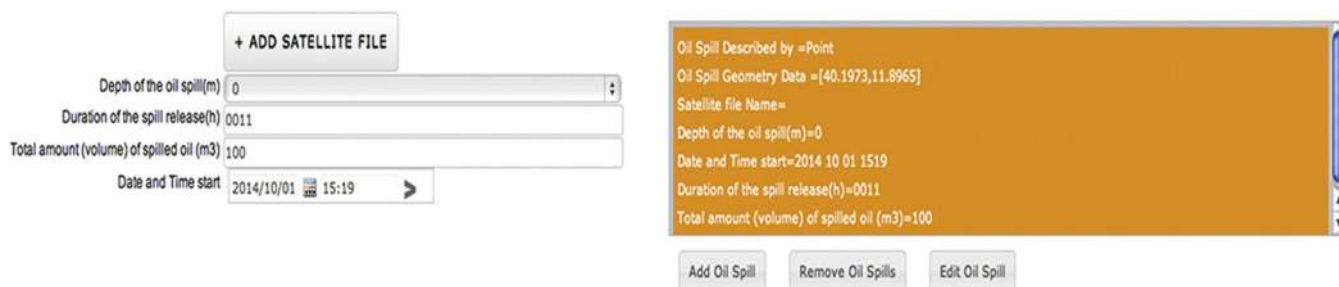 + ADD SATELLITE FILE
Depth of the oil spill(m) 0
Duration of the spill release(h) 0011
Total amount (volume) of spilled oil (m3) 100
Date and Time start 2014/10/01 15:19 >
Oil Spill Described by =Point
Oil Spill Geometry Data =[40.1973,11.8965]
Satellite file Name=
Depth of the oil spill(m)=0
Date and Time start=2014 10 01 1519
Duration of the spill release(h)=0011
Total amount (volume) of spilled oil (m3)=100
Add Oil Spill Remove Oil Spills Edit Oil Spill